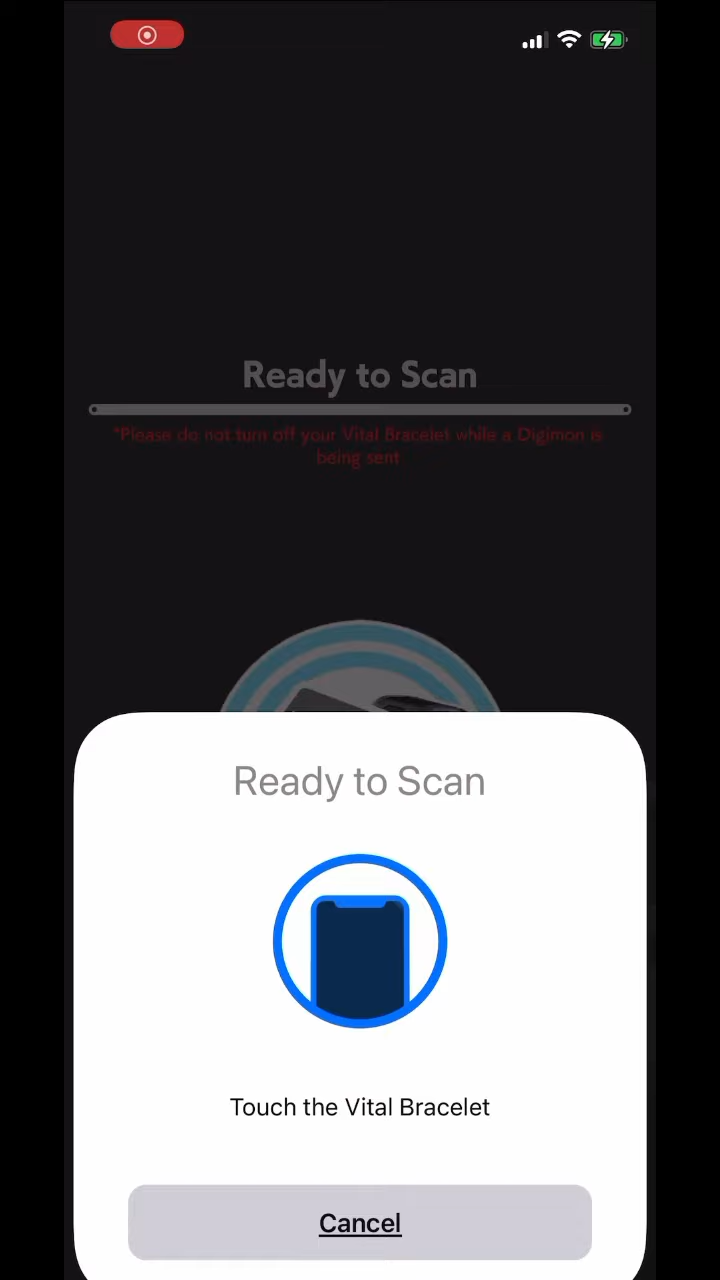 Ready to Scan
*Please do not turn off your Vital Bracelet while a Digimon is
being sent
Ready to Scan
Touch the Vital Bracelet
Cancel